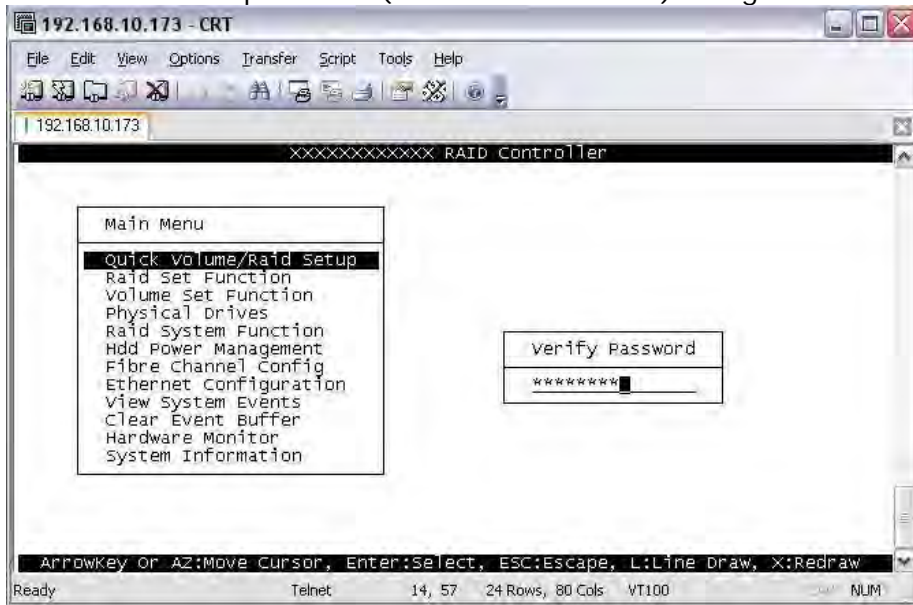 192.168.10.173 - CRT
File Edit View Options Transfer Script Tools Help
192.168.10.173
XXXXXXXXXXXX RAID Controller
Main Menu
Quick Volume/Raid Setup
Raid Set Function
Volume Set Function
Physical Drives
Raid System Function
Hdd Power Management
Fibre Channel Config
Ethernet Configuration
View System Events
Clear Event Buffer
Hardware Monitor
System Information
Verify Password
********
ArrowKey Or AZ:Move Cursor, Enter:Select, ESC:Escape, L:Line Draw, X:Redraw
Ready Telnet 14, 57 24 Rows, 80 Cols VT100 NUM